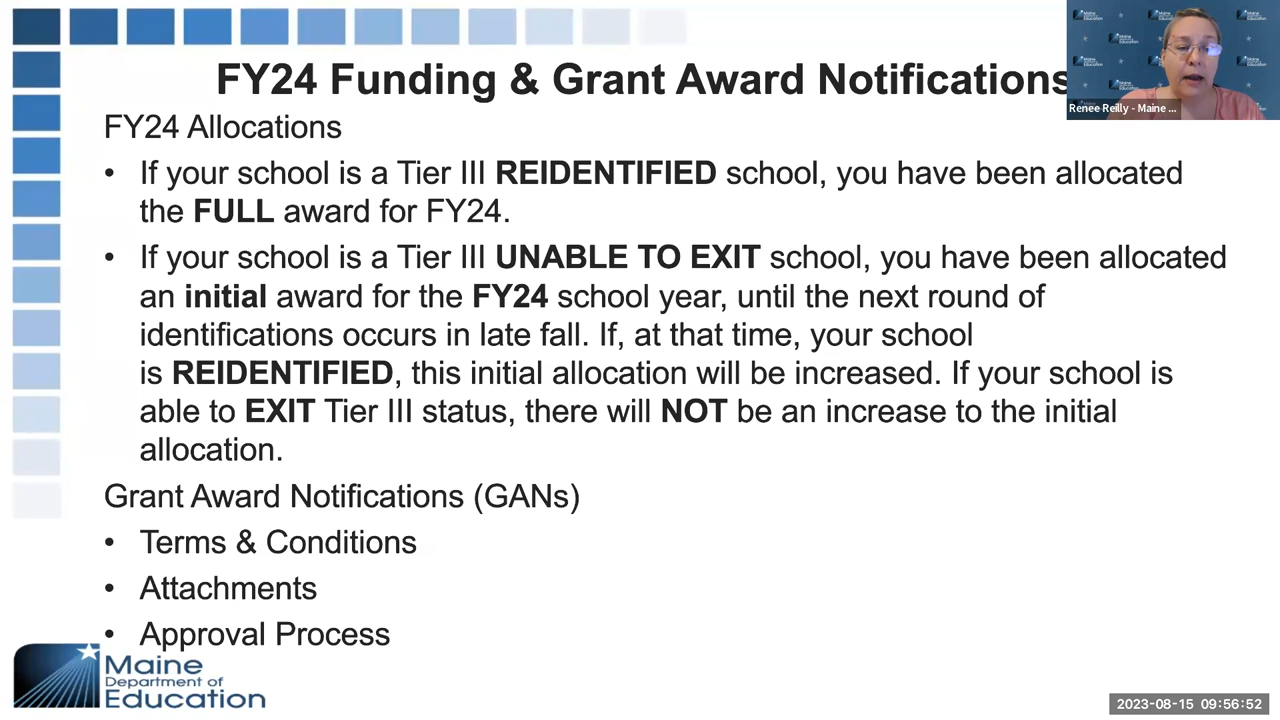 FY24 Funding & Grant Award Notifications
Renee Reilly - Maine ...
FY24 Allocations
• If your school is a Tier III REIDENTIFIED school, you have been allocated
the FULL award for FY24.
• If your school is a Tier III UNABLE TO EXIT school, you have been allocated
an initial award for the FY24 school year, until the next round of
identifications occurs in late fall. If, at that time, your school
is REIDENTIFIED, this initial allocation will be increased. If your school is
able to EXIT Tier III status, there will NOT be an increase to the initial
allocation.
Grant Award Notifications (GANs)
• Terms & Conditions
• Attachments
• Approval Process
Maine
Department of
Education
2023-08-15 09:56:52